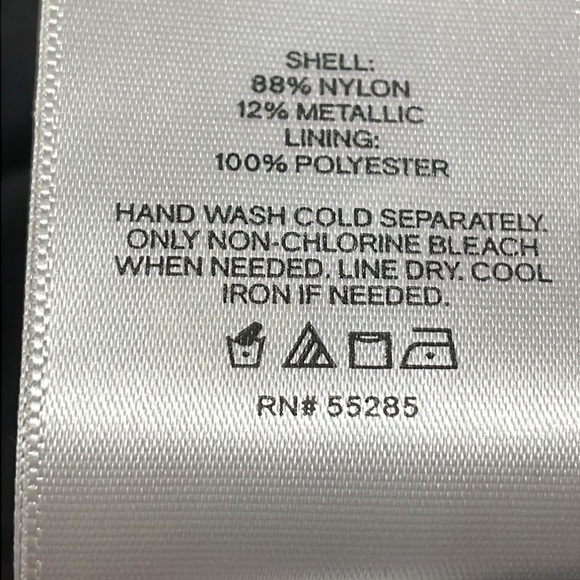 SHELL:
88% NYLON
12% METALLIC
LINING:
100% POLYESTER
HAND WASH COLD SEPARATELY.
ONLY NON-CHLORINE BLEACH
WHEN NEEDED. LINE DRY. COOL
IRON IF NEEDED.
RN# 55285